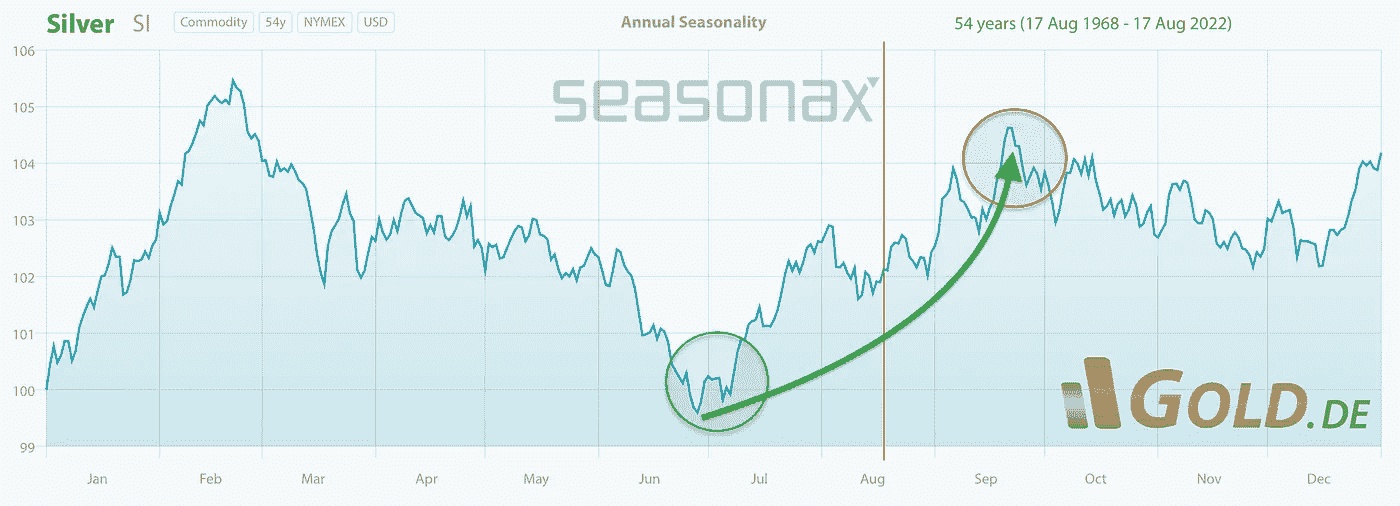 Silver SI Commodity 54y NYMEX USD Annual Seasonality 54 years (17 Aug 1968 - 17 Aug 2022)
106
seasonax
105
104
103
102
101
100
GOLD.DE
99
Jan Feb Mar Apr May Jun Jul Aug Sep Oct Nov Dec